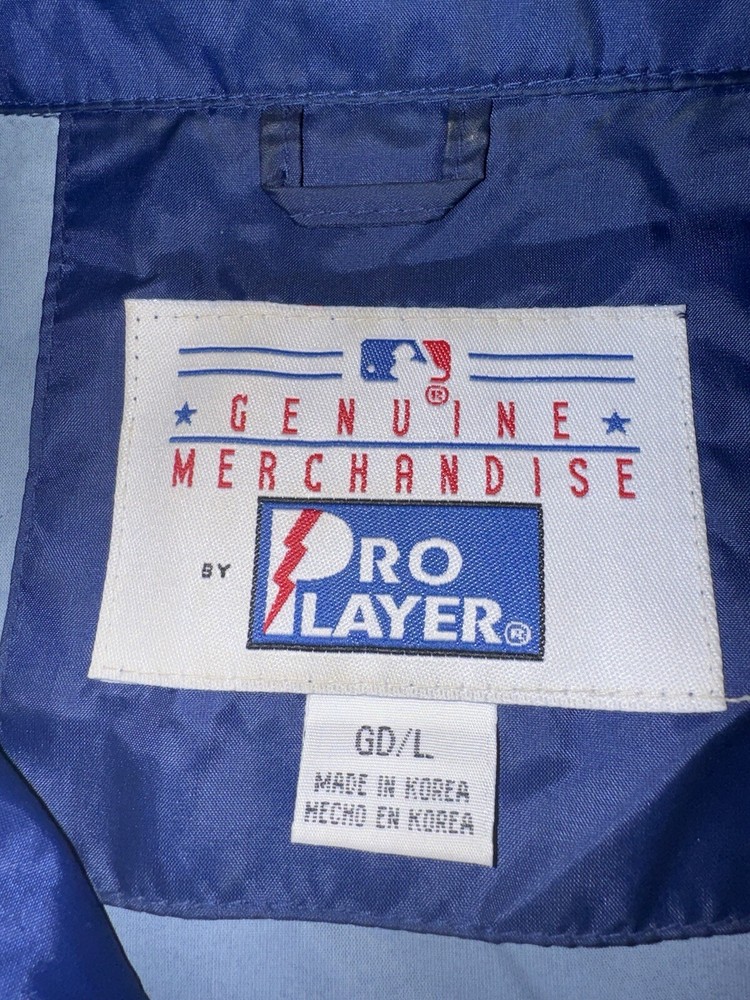 GENUINE
MERCHANDISE
BY PRO PLAYER®
GD/L
MADE IN KOREA
HECHO EN KOREA